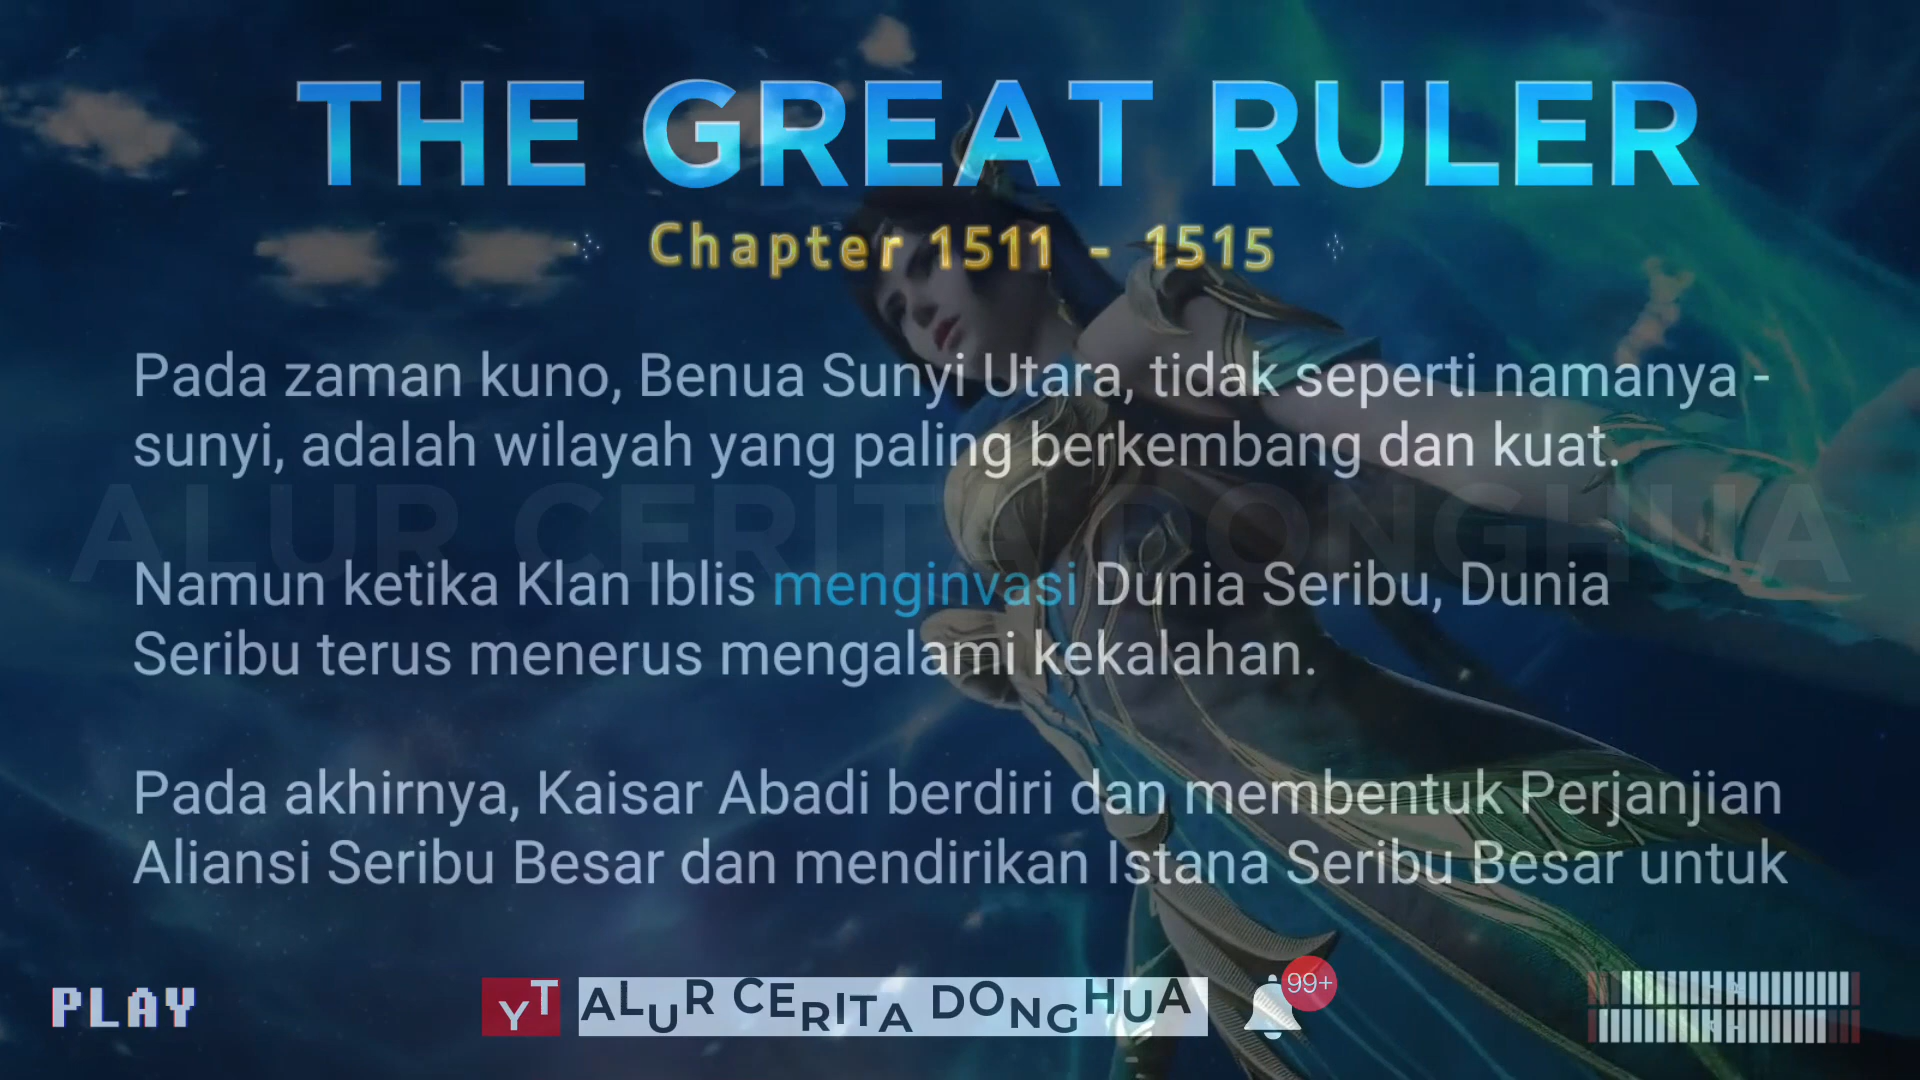 THE GREAT RULER
Chapter 1511 - 1515
Pada zaman kuno, Benua Sunyi Utara, tidak seperti namanya -
sunyi, adalah wilayah yang paling berkembang dan kuat.
ALUR CERITA DONGHUA
Namun ketika Klan Iblis menginvasi Dunia Seribu, Dunia
Seribu terus menerus mengalami kekalahan.
Pada akhirnya, Kaisar Abadi berdiri dan membentuk Perjanjian
Aliansi Seribu Besar dan mendirikan Istana Seribu Besar untuk
PLAY
YT ALUR CERITA DONGHUA
99+